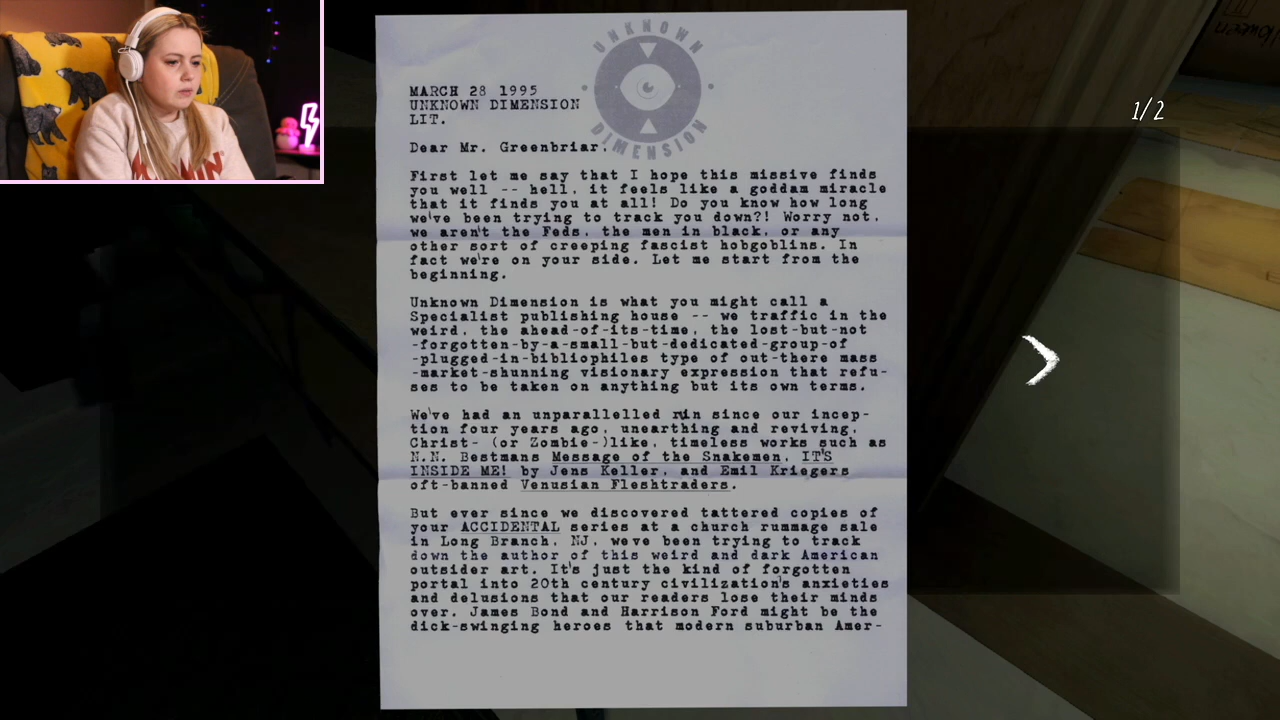 UNKNOWN
DIMENSION
1/2
MARCH 28 1995
UNKNOWN DIMENSION
LIT.
Dear Mr. Greenbriar,
First let me say that I hope this missive finds
you well -- hell, it feels like a goddam miracle
that it finds you at all! Do you know how long
we've been trying to track you down?! Worry not,
we aren't the Feds, the men in black, or any
other sort of creeping fascist hobgoblins. In
fact we're on your side. Let me start from the
beginning.
Unknown Dimension is what you might call a
Specialist publishing house -- we traffic in the
weird, the ahead-of-its-time, the lost-but-not
-forgotten-by-a-small-but-dedicated-group-of
-plugged-in-bibliophiles type of out-there mass
-market-shunning visionary expression that refu-
ses to be taken on anything but its own terms.
We've had an unparallelled run since our incep-
tion four years ago, unearthing and reviving,
Christ- (or Zombie-)like, timeless works such as
N.N. Bestmans Message of the Snakemen, IT'S
INSIDE ME! by Jens Keller, and Emil Kriegers
oft-banned Venusian Fleshtraders.
But ever since we discovered tattered copies of
your ACCIDENTAL series at a church rummage sale
in Long Branch, NJ, we've been trying to track
down the author of this weird and dark American
outsider art. It's just the kind of forgotten
portal into 20th century civilization's anxieties
and delusions that our readers lose their minds
over. James Bond and Harrison Ford might be the
dick-swinging heroes that modern suburban Amer-